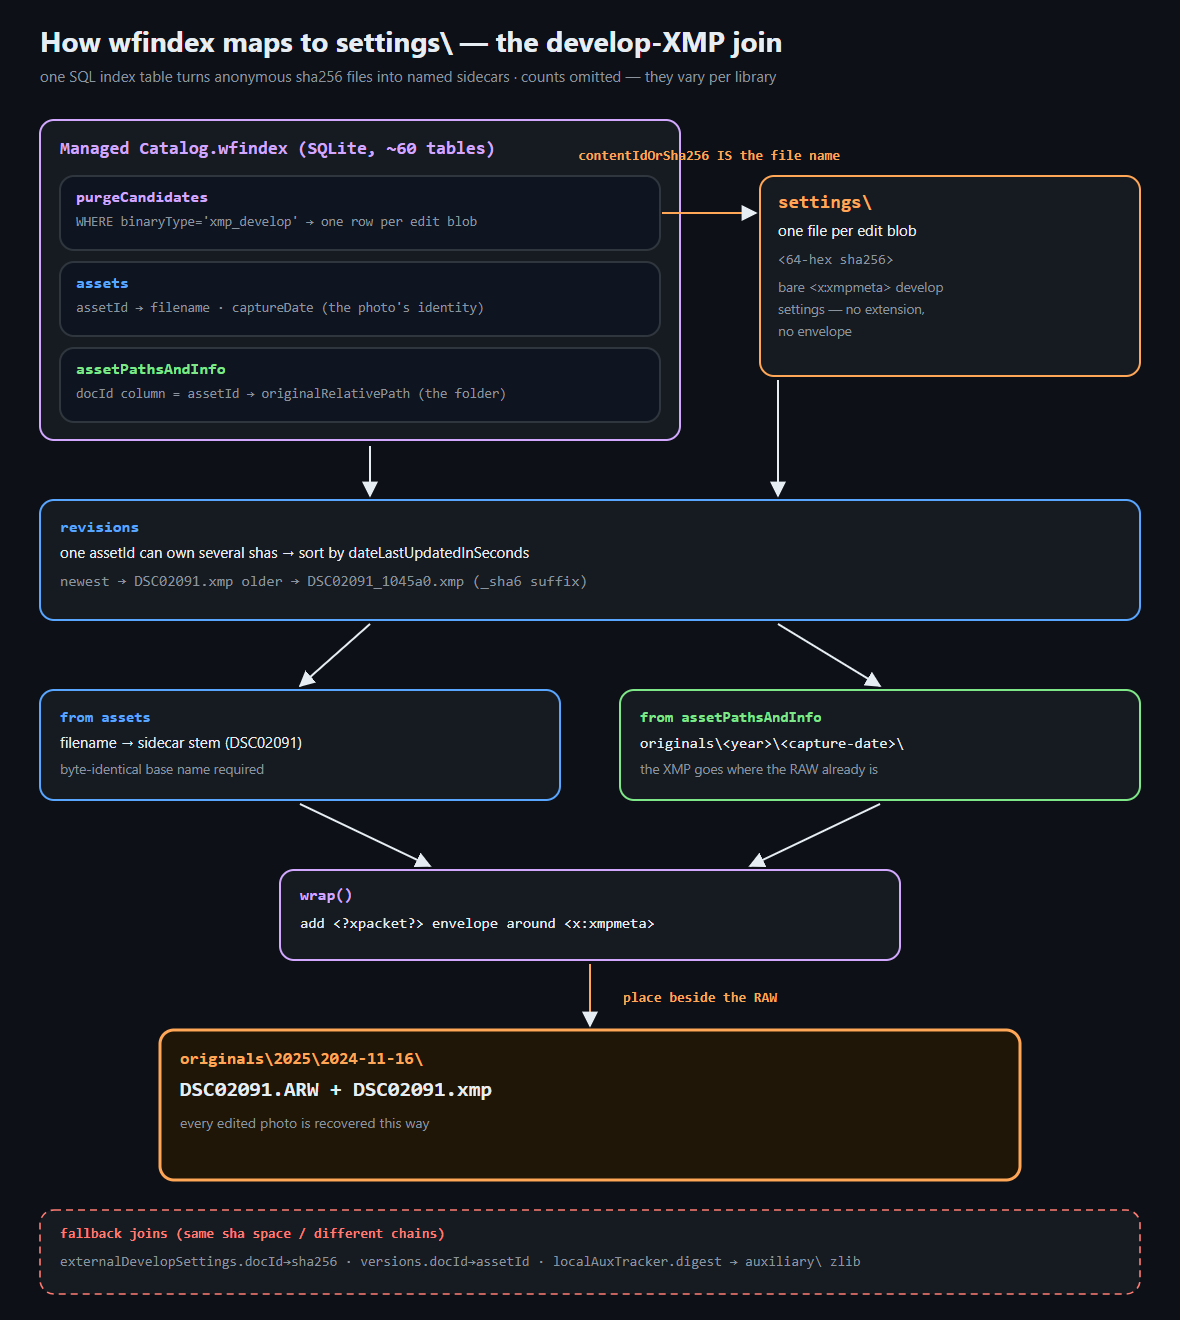 How wfindex maps to settings\ — the develop-XMP join
one SQL index table turns anonymous sha256 files into named sidecars · counts omitted — they vary per library
Managed Catalog.wfindex (SQLite, ~60 tables)
contentIdOrSha256 IS the file name
purgeCandidates
WHERE binaryType='xmp_develop' → one row per edit blob
assets
assetId → filename · captureDate (the photo's identity)
assetPathsAndInfo
docId column = assetId → originalRelativePath (the folder)
settings\
one file per edit blob
<64-hex sha256>
bare <x:xmpmeta> develop
settings — no extension,
no envelope
revisions
one assetId can own several shas → sort by dateLastUpdatedInSeconds
newest → DSC02091.xmp older → DSC02091_1045a0.xmp (_sha6 suffix)
from assets
filename → sidecar stem (DSC02091)
byte-identical base name required
from assetPathsAndInfo
originals\<year>\<capture-date>\
the XMP goes where the RAW already is
wrap()
add <?xpacket?> envelope around <x:xmpmeta>
place beside the RAW
originals\2025\2024-11-16\
DSC02091.ARW + DSC02091.xmp
every edited photo is recovered this way
fallback joins (same sha space / different chains)
externalDevelopSettings.docId→sha256 · versions.docId→assetId · localAuxTracker.digest → auxiliary\ zlib